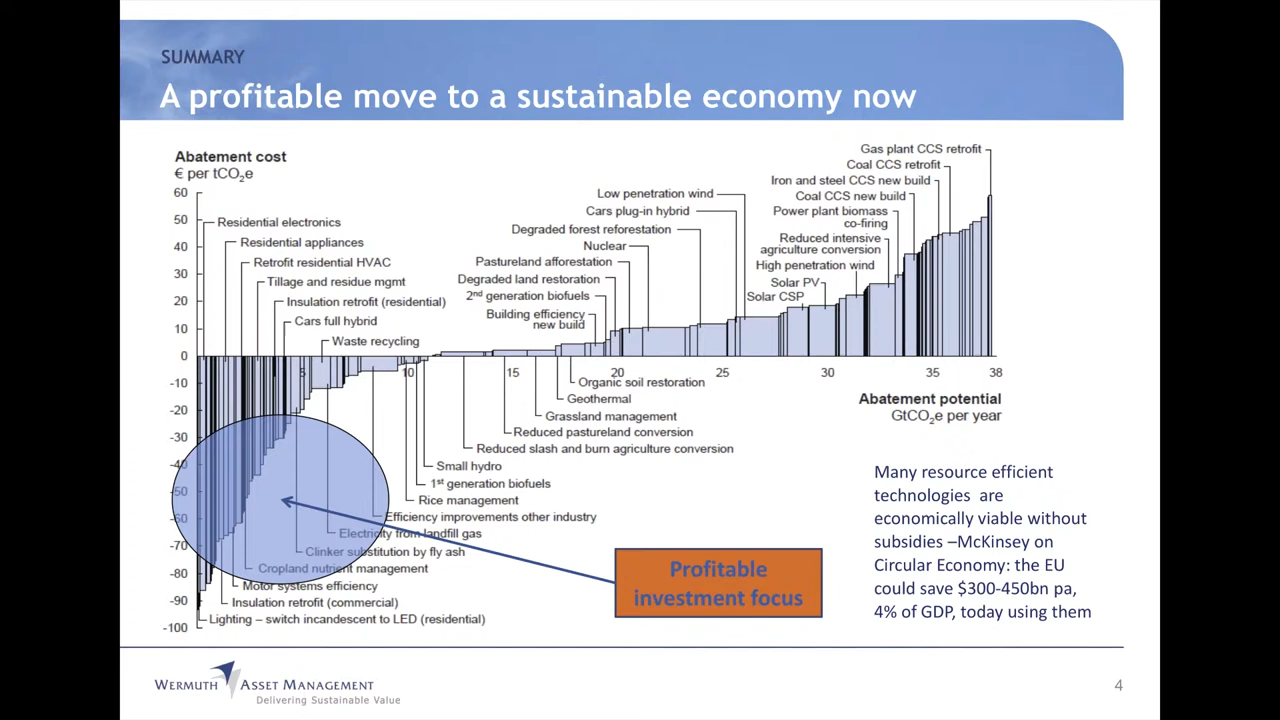 SUMMARY
A profitable move to a sustainable economy now
Abatement cost
€ per tCO2e
60
50
40
30
20
10
0
-10
-20
-30
-40
-50
-60
-70
-80
-90
-100
Residential electronics
Residential appliances
Retrofit residential HVAC
Tillage and residue mgmt
Insulation retrofit (residential)
Cars full hybrid
Waste recycling
Low penetration wind
Cars plug-in hybrid
Degraded forest reforestation
Nuclear
Pastureland afforestation
Degraded land restoration
2nd generation biofuels
Building efficiency
new build
Gas plant CCS retrofit
Coal CCS retrofit
Iron and steel CCS new build
Coal CCS new build
Power plant biomass
co-firing
Reduced intensive
agriculture conversion
High penetration wind
Solar PV
Solar CSP
5
10
15
20
25
30
35
38
Abatement potential
GtCO2e per year
Organic soil restoration
Geothermal
Grassland management
Reduced pastureland conversion
Reduced slash and burn agriculture conversion
Small hydro
1st generation biofuels
Rice management
Efficiency improvements other industry
Electricity from landfill gas
Clinker substitution by fly ash
Cropland nutrient management
Motor systems efficiency
Insulation retrofit (commercial)
Lighting – switch incandescent to LED (residential)
Profitable
investment focus
Many resource efficient
technologies are
economically viable without
subsidies –McKinsey on
Circular Economy: the EU
could save $300-450bn pa,
4% of GDP, today using them
WERMUTH ASSET MANAGEMENT
Delivering Sustainable Value
4